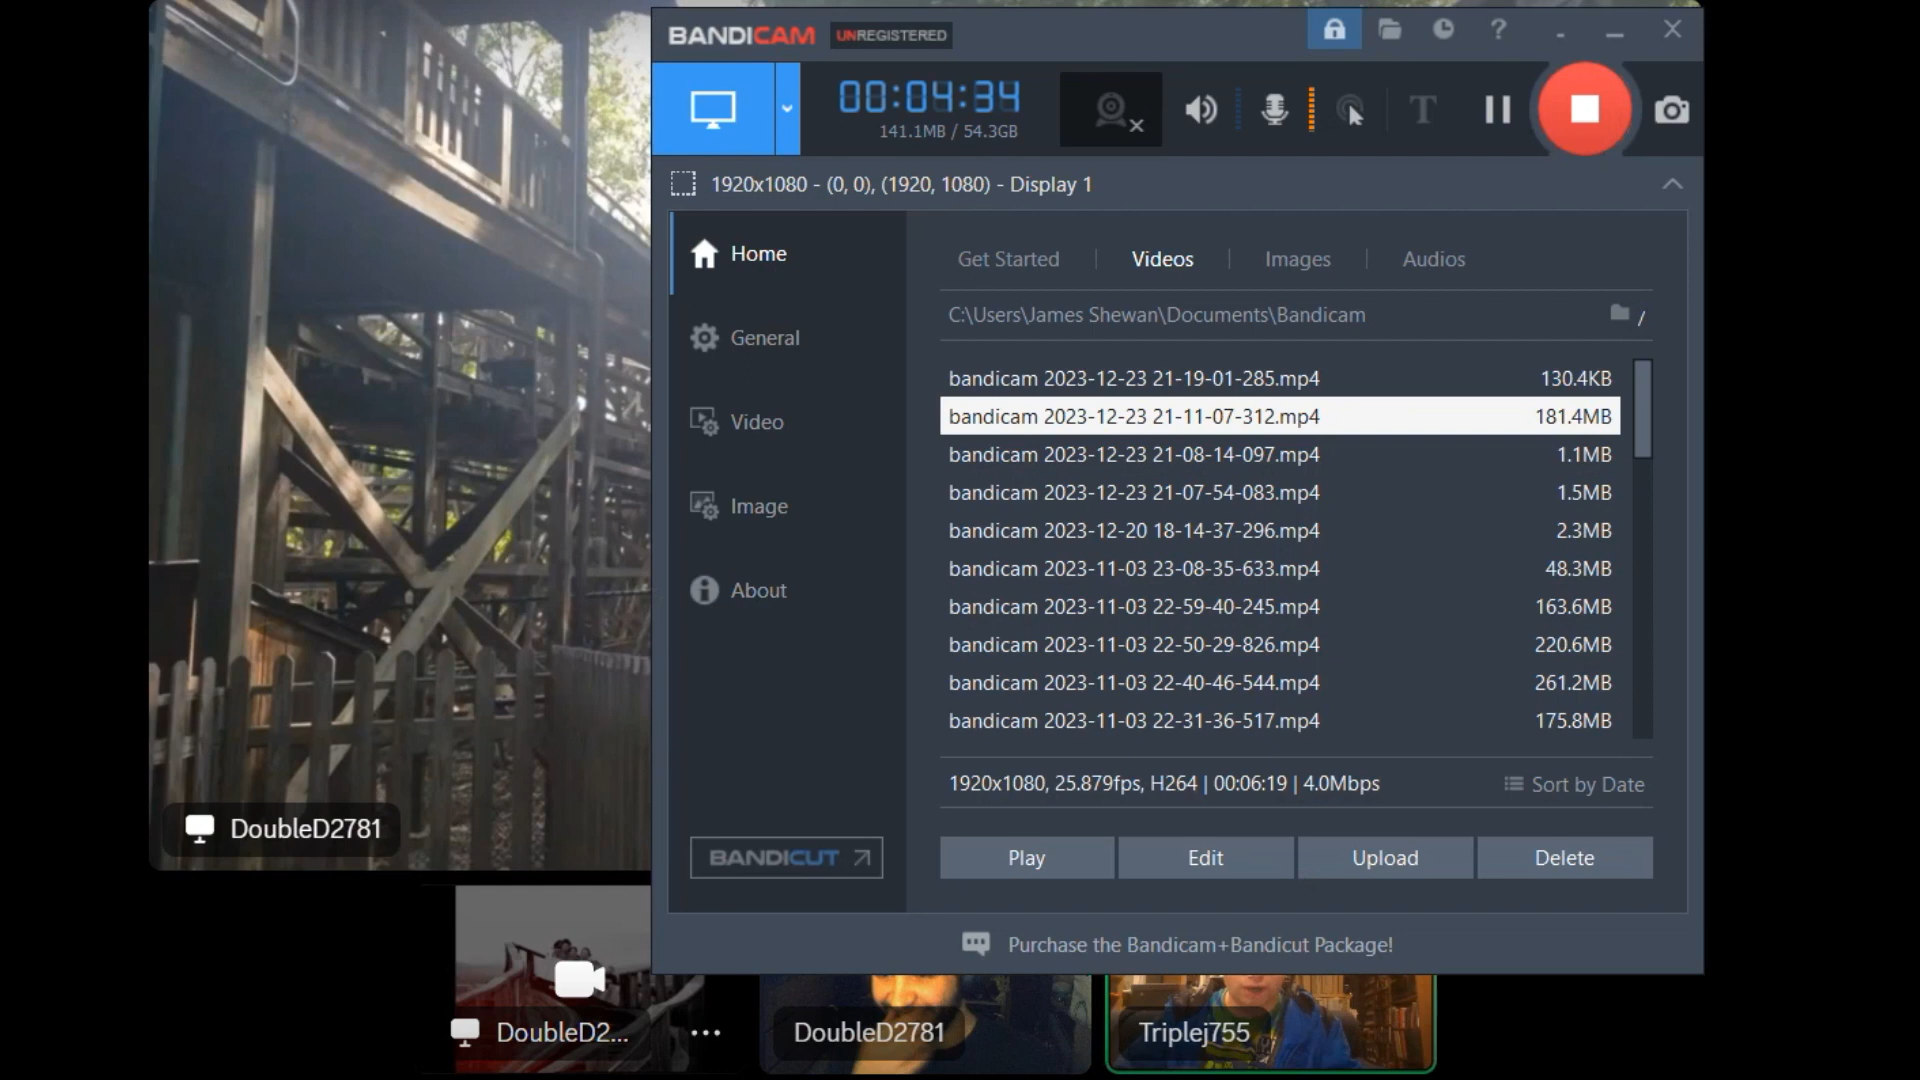 BANDICAM UNREGISTERED
00:04:34
141.1MB / 54.3GB
1920x1080 - (0, 0), (1920, 1080) - Display 1
Home
General
Video
Image
About
BANDICUT
Get Started
Videos
Images
Audios
C:\Users\James Shewan\Documents\Bandicam
bandicam 2023-12-23 21-19-01-285.mp4 130.4KB
bandicam 2023-12-23 21-11-07-312.mp4 181.4MB
bandicam 2023-12-23 21-08-14-097.mp4 1.1MB
bandicam 2023-12-23 21-07-54-083.mp4 1.5MB
bandicam 2023-12-20 18-14-37-296.mp4 2.3MB
bandicam 2023-11-03 23-08-35-633.mp4 48.3MB
bandicam 2023-11-03 22-59-40-245.mp4 163.6MB
bandicam 2023-11-03 22-50-29-826.mp4 220.6MB
bandicam 2023-11-03 22-40-46-544.mp4 261.2MB
bandicam 2023-11-03 22-31-36-517.mp4 175.8MB
1920x1080, 25.879fps, H264 | 00:06:19 | 4.0Mbps
Sort by Date
Play
Edit
Upload
Delete
Purchase the Bandicam+Bandicut Package!
DoubleD2781
DoubleD2...
DoubleD2781
Triplej755